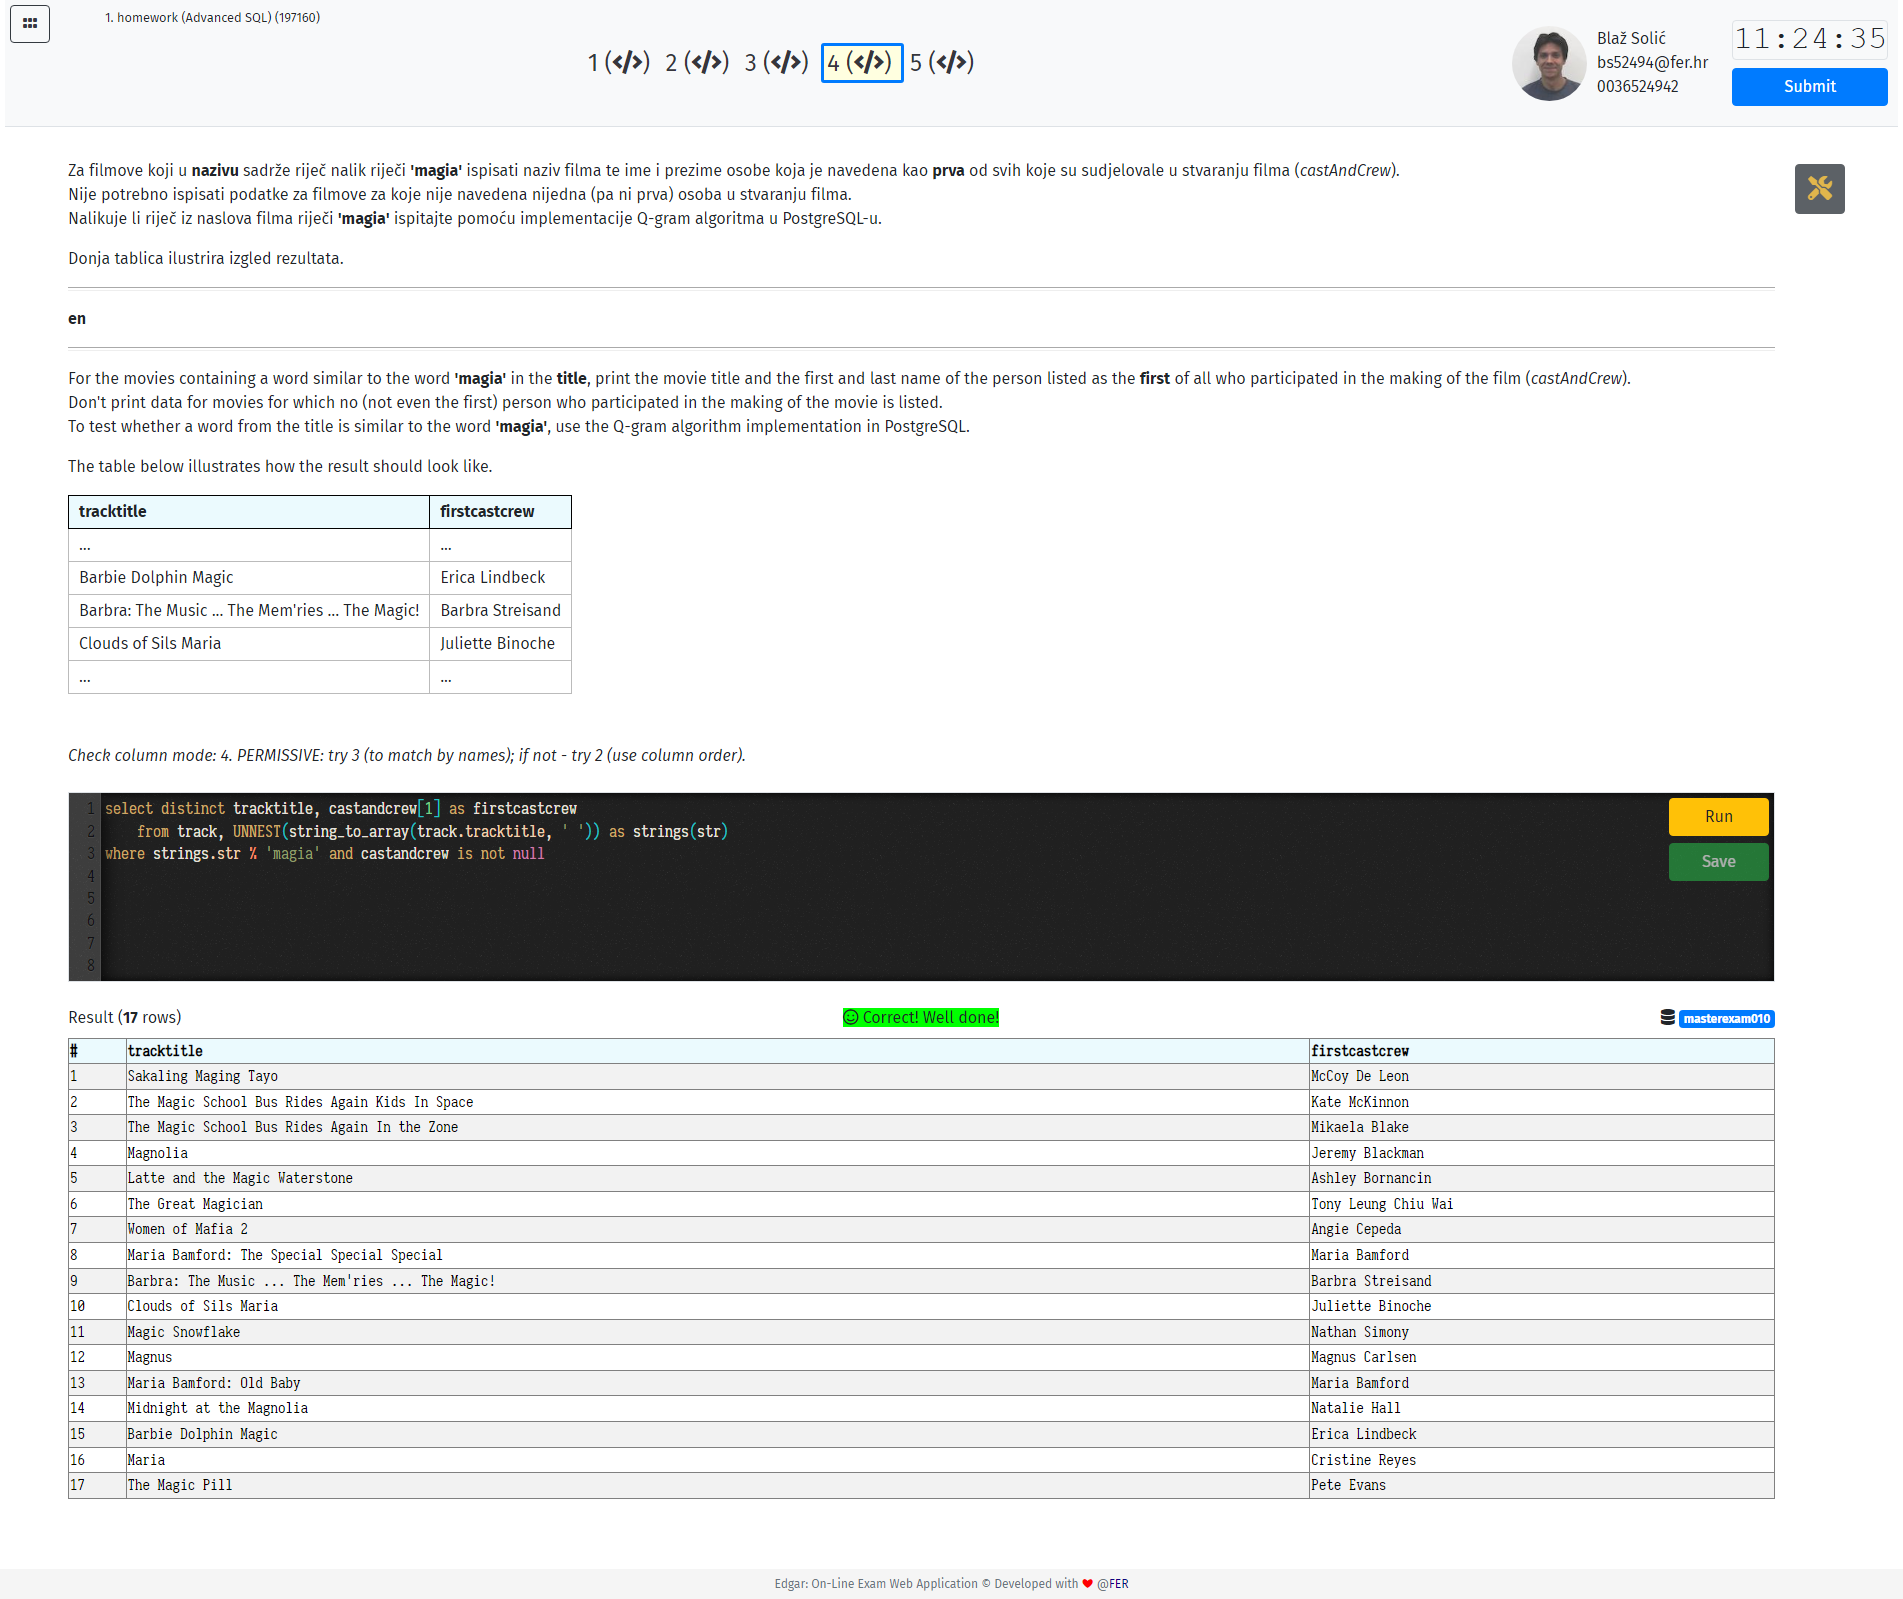 1. homework (Advanced SQL) (197160)
1 (</>) 2 (</>) 3 (</>) 4 (</>) 5 (</>)
Blaž Solić
bs52494@fer.hr
0036524942
11:24:35
Submit
Za filmove koji u nazivu sadrže riječ nalik riječi 'magia' ispisati naziv filma te ime i prezime osobe koja je navedena kao prva od svih koje su sudjelovale u stvaranju filma (castAndCrew).
Nije potrebno ispisati podatke za filmove za koje nije navedena nijedna (pa ni prva) osoba u stvaranju filma.
Nalikuje li riječ iz naslova filma riječi 'magia' ispitajte pomoću implementacije Q-gram algoritma u PostgreSQL-u.
Donja tablica ilustrira izgled rezultata.
en
For the movies containing a word similar to the word 'magia' in the title, print the movie title and the first and last name of the person listed as the first of all who participated in the making of the film (castAndCrew).
Don't print data for movies for which no (not even the first) person who participated in the making of the movie is listed.
To test whether a word from the title is similar to the word 'magia', use the Q-gram algorithm implementation in PostgreSQL.
The table below illustrates how the result should look like.
tracktitle firstcastcrew
... ...
Barbie Dolphin Magic Erica Lindbeck
Barbra: The Music ... The Mem'ries ... The Magic! Barbra Streisand
Clouds of Sils Maria Juliette Binoche
... ...
Check column mode: 4. PERMISSIVE: try 3 (to match by names); if not - try 2 (use column order).
1 select distinct tracktitle, castandcrew[1] as firstcastcrew
2 from track, UNNEST(string_to_array(track.tracktitle, ' ')) as strings(str)
3 where strings.str % 'magia' and castandcrew is not null
4
5
6
7
8
Run
Save
Result (17 rows) Correct! Well done! masterexam010
# tracktitle firstcastcrew
1 Sakaling Maging Tayo McCoy De Leon
2 The Magic School Bus Rides Again Kids In Space Kate McKinnon
3 The Magic School Bus Rides Again In the Zone Mikaela Blake
4 Magnolia Jeremy Blackman
5 Latte and the Magic Waterstone Ashley Bornancin
6 The Great Magician Tony Leung Chiu Wai
7 Women of Mafia 2 Angie Cepeda
8 Maria Bamford: The Special Special Special Maria Bamford
9 Barbra: The Music ... The Mem'ries ... The Magic! Barbra Streisand
10 Clouds of Sils Maria Juliette Binoche
11 Magic Snowflake Nathan Simony
12 Magnus Magnus Carlsen
13 Maria Bamford: Old Baby Maria Bamford
14 Midnight at the Magnolia Natalie Hall
15 Barbie Dolphin Magic Erica Lindbeck
16 Maria Cristine Reyes
17 The Magic Pill Pete Evans
Edgar: On-Line Exam Web Application © Developed with ❤ @FER